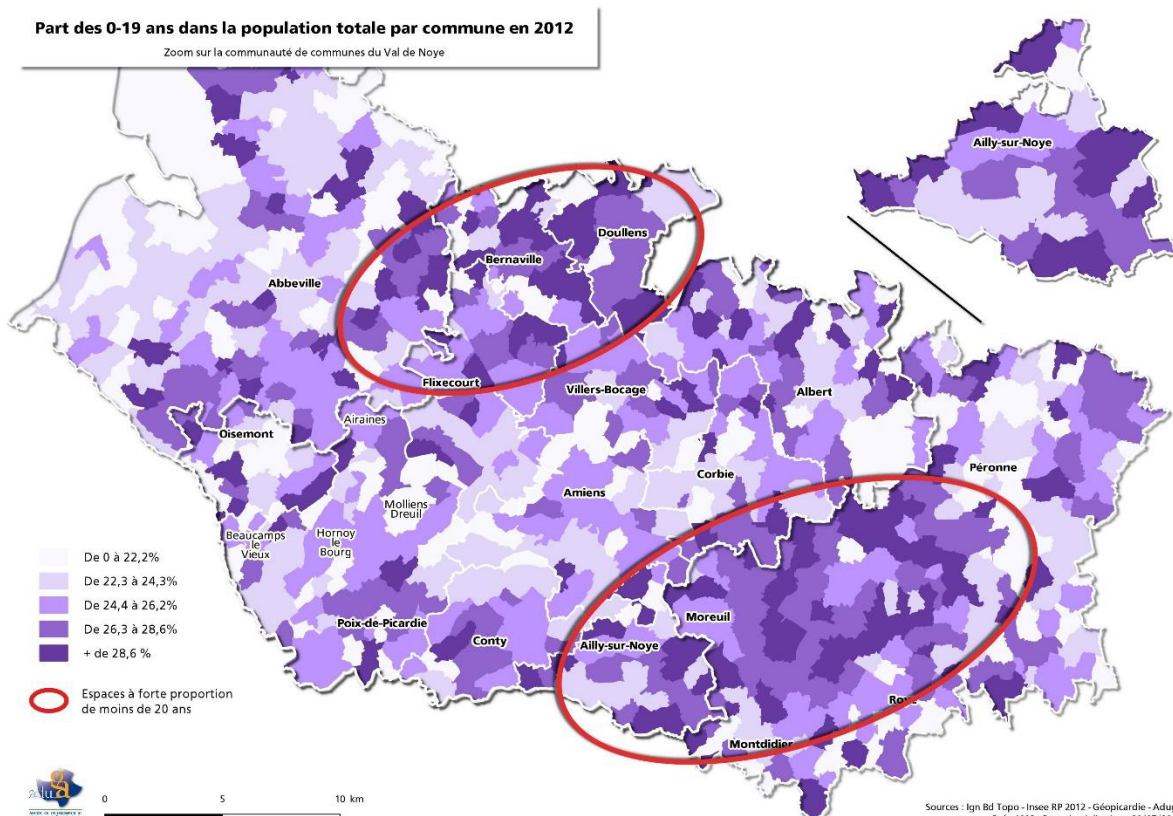 Part des 0-19 ans dans la population totale par commune en 2012
Zoom sur la communauté de communes du Val de Noye
Ailly-sur-Noye
Doullens
Bernaville
Abbeville
Flixecourt
Villers-Bocage
Albert
Airaines
Oisemont
Péronne
Corbie
Amiens
Molliens
Dreuil
Beaucamps
le
Vieux
Hornoy
le
Bourg
De 0 à 22,2%
De 22,3 à 24,3%
De 24,4 à 26,2%
De 26,3 à 28,6%
+ de 28,6 %
Poix-de-Picardie
Conty
Moreuil
Ailly-sur-Noye
Roye
Montdidier
Espaces à forte proportion
de moins de 20 ans
0 5 10 km
Sources : Ign Bd Topo - Insee RP 2012 - Géopicardie - Adug